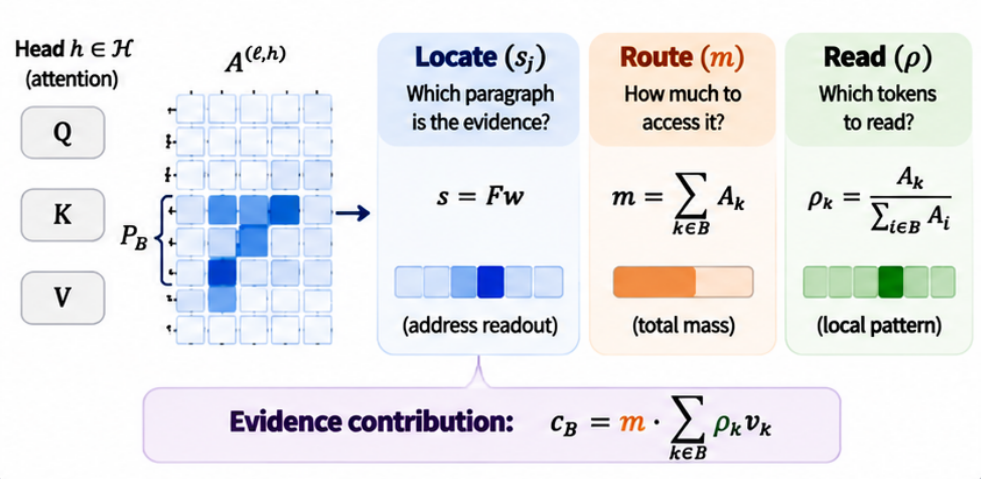 Head h ∈ ℋ
(attention)
Q
K
V
A^(ℓ,h)
P_B
Locate (s_j)
Which paragraph
is the evidence?
s = Fw
(address readout)
Route (m)
How much to
access it?
m = ∑_{k∈B} A_k
(total mass)
Read (ρ)
Which tokens
to read?
ρ_k = A_k / ∑_{i∈B} A_i
(local pattern)
Evidence contribution: c_B = m · ∑_{k∈B} ρ_k v_k